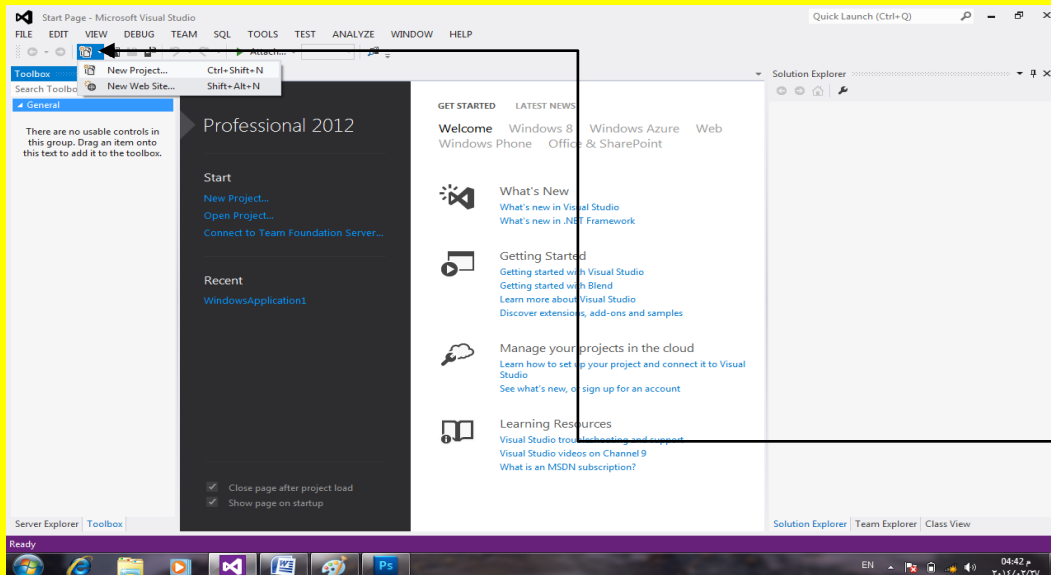 Start Page - Microsoft Visual Studio
Quick Launch (Ctrl+Q)
FILE EDIT VIEW DEBUG TEAM SQL TOOLS TEST ANALYZE WINDOW HELP
Attach...
New Project... Ctrl+Shift+N
New Web Site... Shift+Alt+N
Toolbox
Search Toolbo
General
There are no usable controls in
this group. Drag an item onto
this text to add it to the toolbox.
Server Explorer Toolbox
Professional 2012
Start
New Project...
Open Project...
Connect to Team Foundation Server...
Recent
WindowsApplication1
Close page after project load
Show page on startup
GET STARTED LATEST NEWS
Welcome Windows 8 Windows Azure Web
Windows Phone Office & SharePoint
What's New
What's new in Visual Studio
What's new in .NET Framework
Getting Started
Getting started with Visual Studio
Getting started with Blend
Learn more about Visual Studio
Discover extensions, add-ons and samples
Manage your projects in the cloud
Learn how to set up your project and connect it to Visual
Studio
See what's new, or sign up for an account
Learning Resources
Visual Studio troubleshooting and support
Visual Studio videos on Channel 9
What is an MSDN subscription?
Solution Explorer
Solution Explorer Team Explorer Class View
Ready
Ps
EN
04:42 م
٢٠١٤/٠٢/٢٧